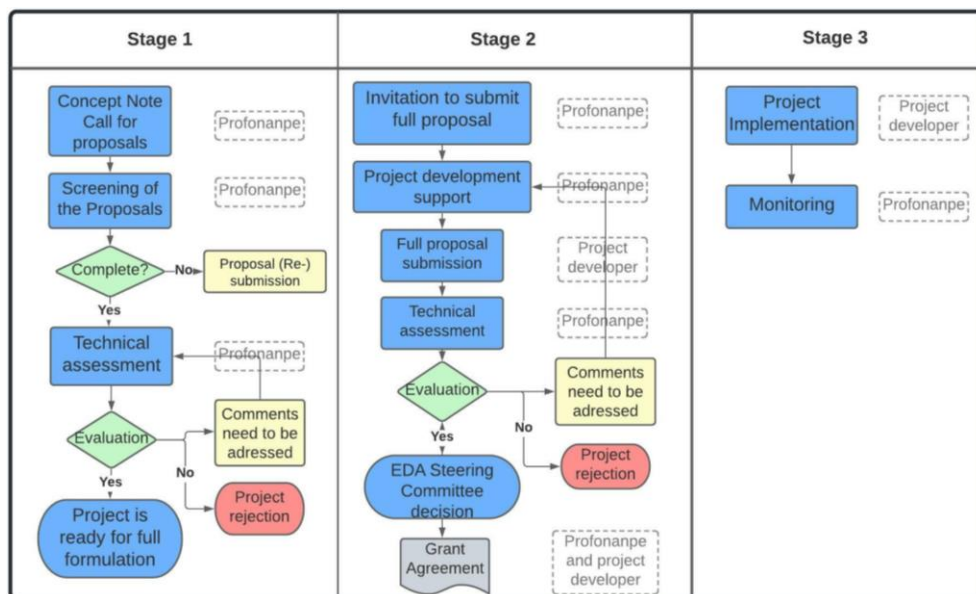 Stage 1
Concept Note
Call for
proposals
Profonanpe
Screening of
the Proposals
Profonanpe
Complete?
No
Proposal (Re-)
submission
Yes
Technical
assessment
Profonanpe
Comments
need to be
adressed
Evaluation
No
Yes
Project
rejection
Project is
ready for full
formulation
Stage 2
Invitation to submit
full proposal
Profonanpe
Project development
support
Profonanpe
Full proposal
submission
Project
developer
Technical
assessment
Profonanpe
Evaluation
Comments
need to be
adressed
No
Yes
Project
rejection
EDA Steering
Committee
decision
Grant
Agreement
Profonanpe
and project
developer
Stage 3
Project
Implementation
Project
developer
Monitoring
Profonanpe